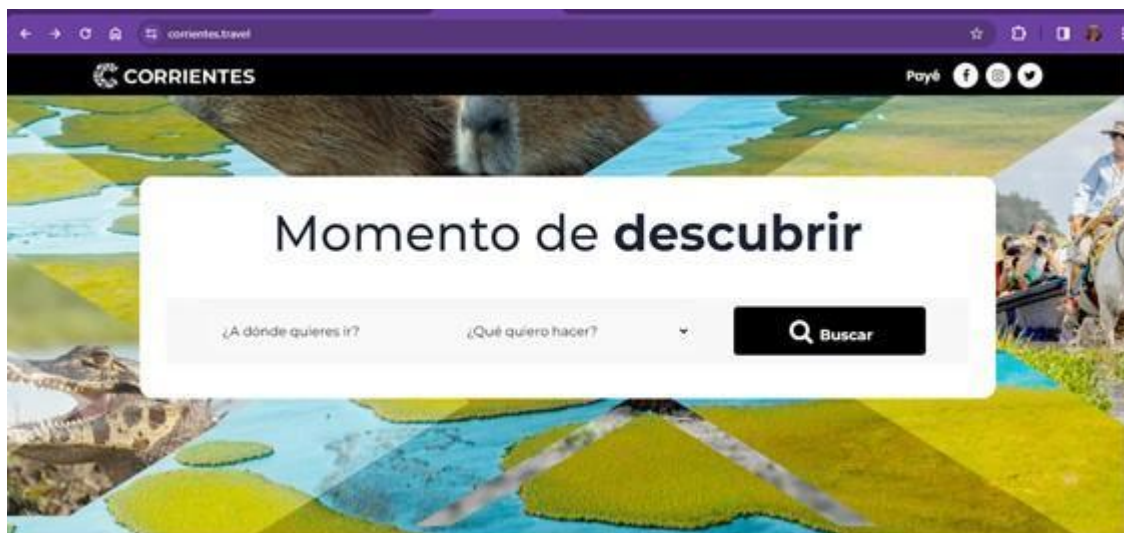 corrientes.travel
CORRIENTES
Payé
Momento de descubrir
¿A dónde quieres ir?
¿Qué quiero hacer?
Buscar